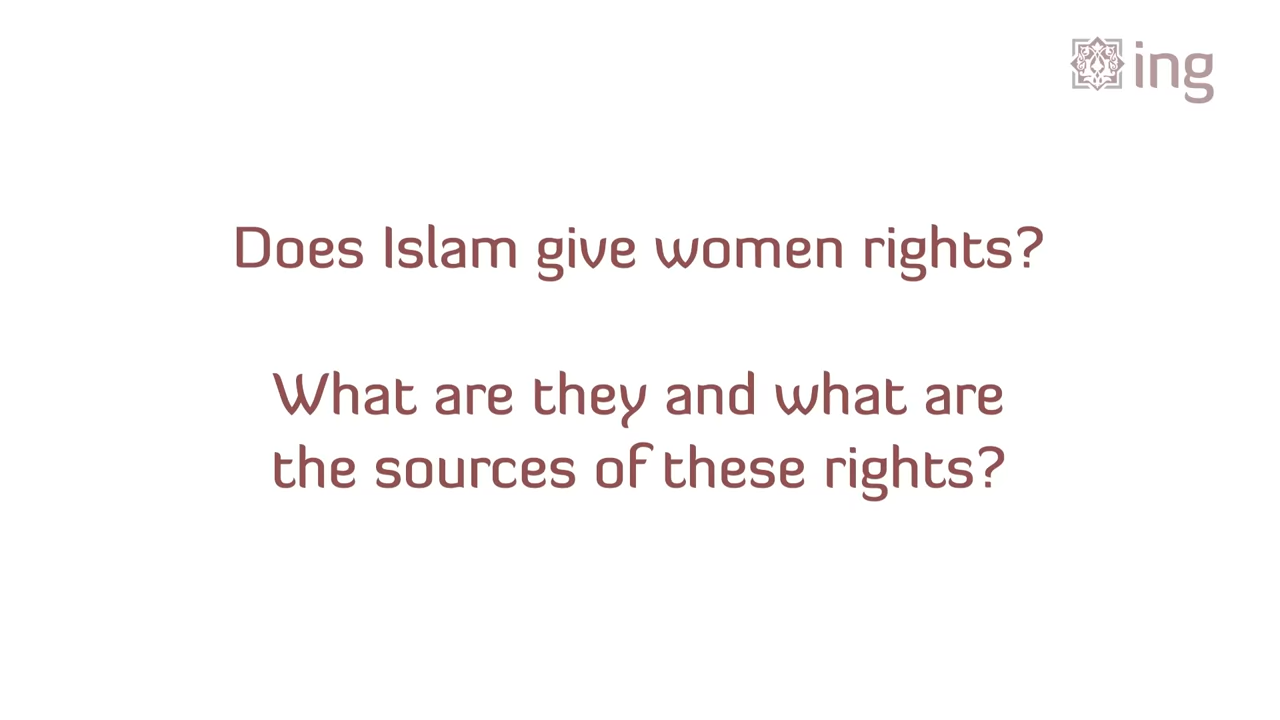 ing
Does Islam give women rights?
What are they and what are
the sources of these rights?